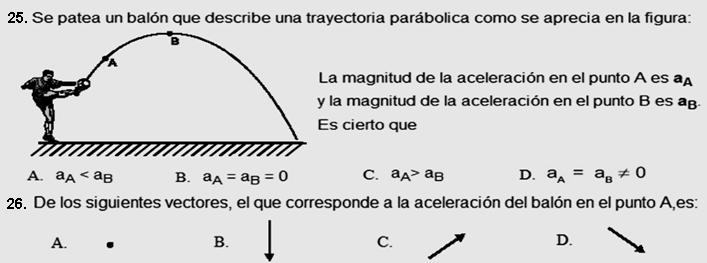 25. Se patea un balón que describe una trayectoria parábolica como se aprecia en la figura:
A
B
La magnitud de la aceleración en el punto A es aA
y la magnitud de la aceleración en el punto B es aB.
Es cierto que
A. aA < aB B. aA = aB = 0 C. aA> aB D. aA = aB ≠ 0
26. De los siguientes vectores, el que corresponde a la aceleración del balón en el punto A,es:
A. B. C. D.